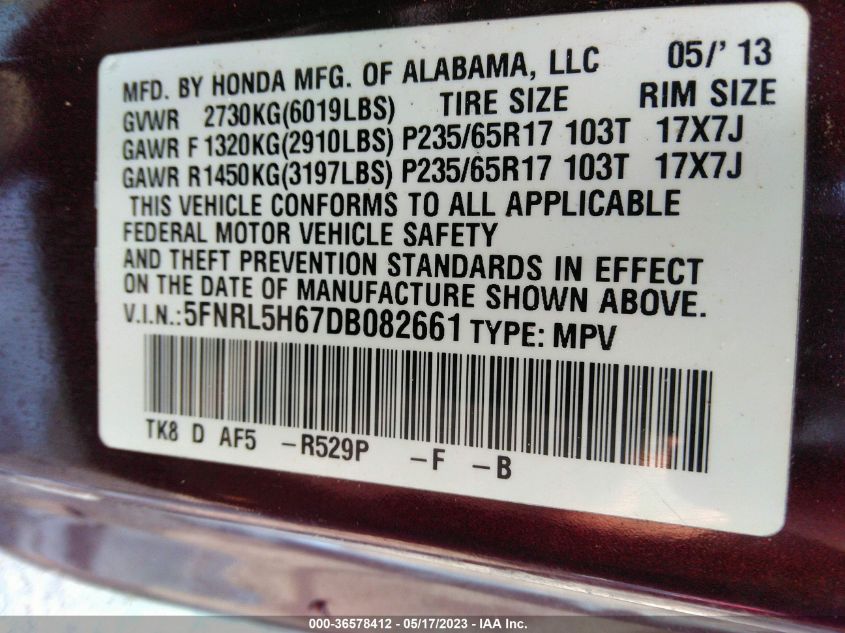 MFD. BY HONDA MFG. OF ALABAMA, LLC 05/' 13
GVWR 2730KG(6019LBS) TIRE SIZE RIM SIZE
GAWR F 1320KG(2910LBS) P235/65R17 103T 17X7J
GAWR R1450KG(3197LBS) P235/65R17 103T 17X7J
THIS VEHICLE CONFORMS TO ALL APPLICABLE
FEDERAL MOTOR VEHICLE SAFETY
AND THEFT PREVENTION STANDARDS IN EFFECT
ON THE DATE OF MANUFACTURE SHOWN ABOVE.
V.I.N.:5FNRL5H67DB082661 TYPE: MPV
TK8 D AF5 -R529P -F -B
000-36578412 - 05/17/2023 - IAA Inc.